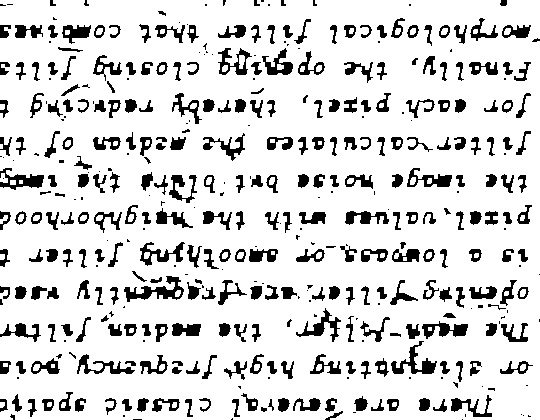 There are several classic spatia
or eliminating high frequency nois
The mean filter, the median filter
opening filter are frequently used
is a lowpass or smoothing filter t
pixel values with the neighborhood
the image noise but blurs the imag
filter calculates the median of th
for each pixel, thereby reducing t
Finally, the opening closing filte
morphological filter that combines